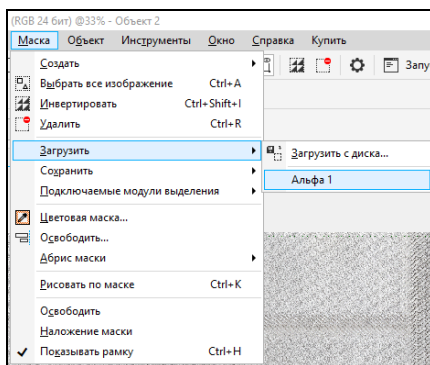 (RGB 24 бит) @33% - Объект 2
Маска Объект Инструменты Окно Справка Купить
Запу
Создать
Выбрать все изображение Ctrl+A
Инвертировать Ctrl+Shift+I
Удалить Ctrl+R
Загрузить
Загрузить с диска...
Сохранить
Альфа 1
Подключаемые модули выделения
Цветовая маска...
Освободить...
Абрис маски
Рисовать по маске Ctrl+K
Освободить
Наложение маски
Показывать рамку Ctrl+H